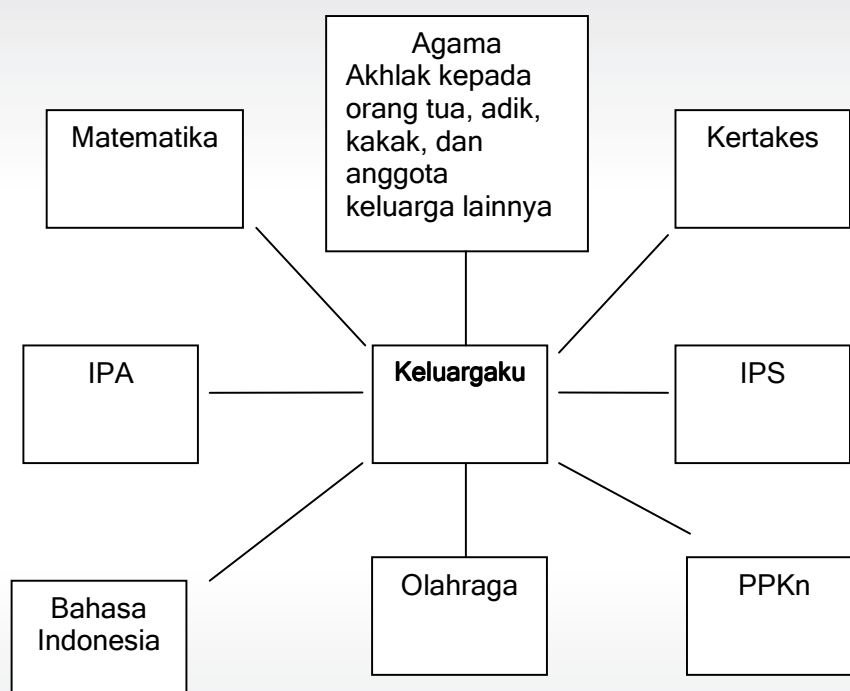 Agama
Akhlak kepada
orang tua, adik,
kakak, dan
anggota
keluarga lainnya
Matematika
Kertakes
IPA
Keluargaku
IPS
Bahasa
Indonesia
Olahraga
PPKn